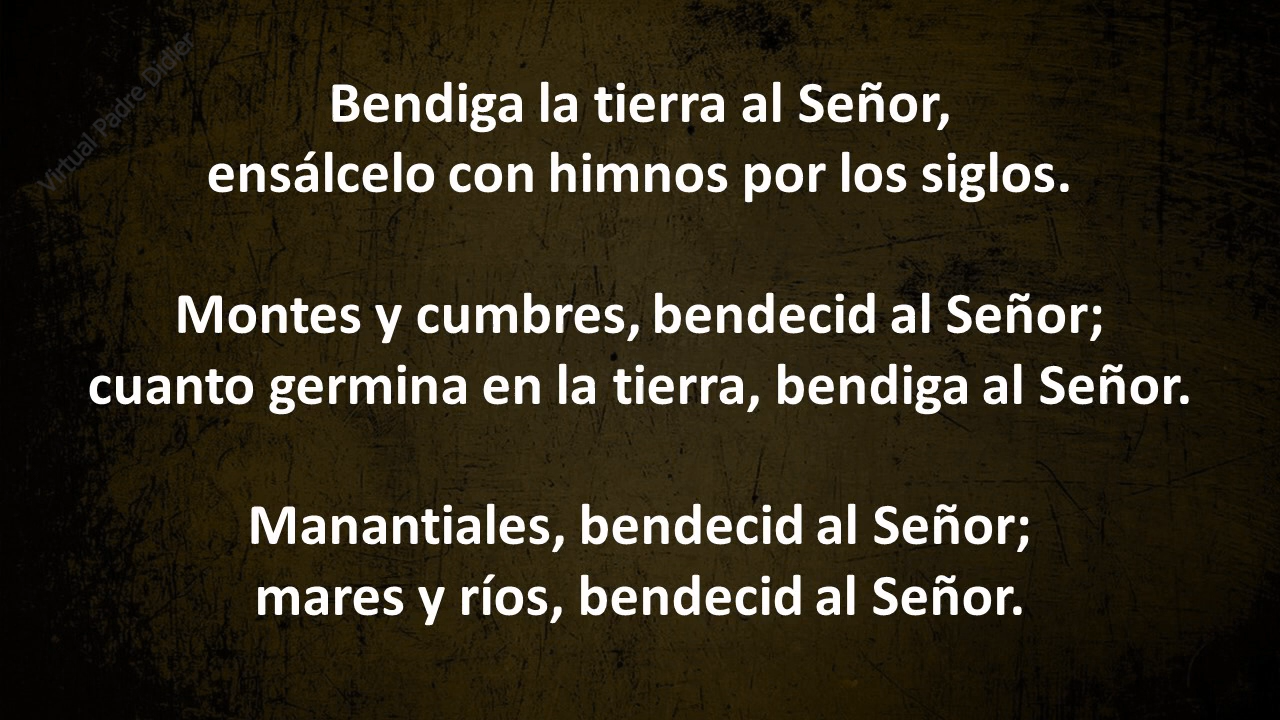 Virtual Padre Didier
Bendiga la tierra al Señor,
ensálcelo con himnos por los siglos.
Montes y cumbres, bendecid al Señor;
cuanto germina en la tierra, bendiga al Señor.
Manantiales, bendecid al Señor;
mares y ríos, bendecid al Señor.